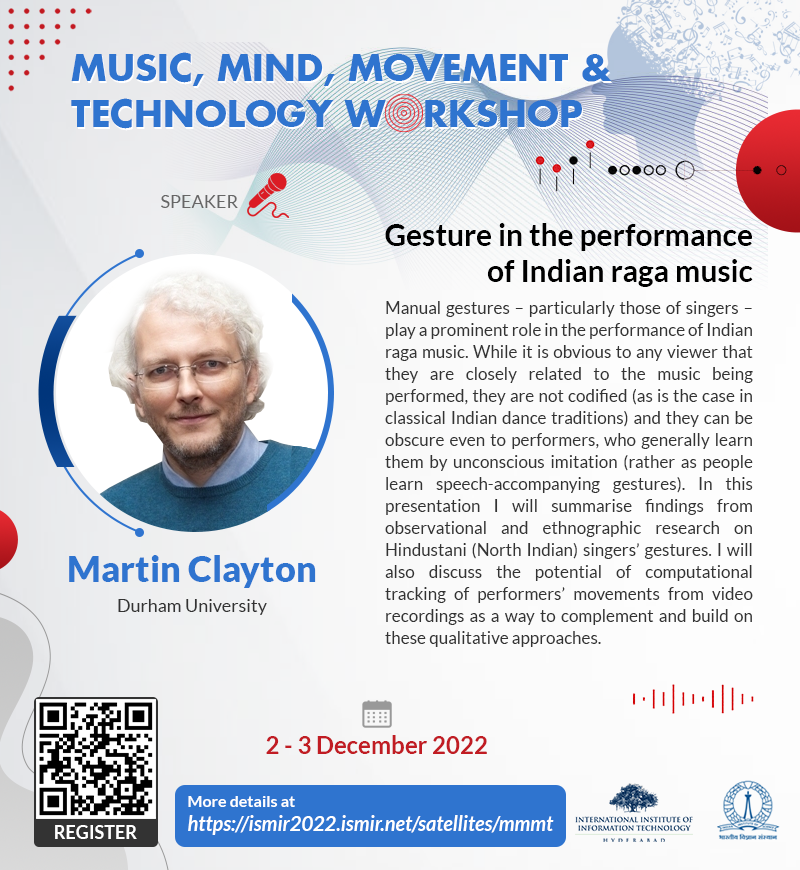 MUSIC, MIND, MOVEMENT &
TECHNOLOGY WORKSHOP
SPEAKER
Gesture in the performance
of Indian raga music
Manual gestures – particularly those of singers –
play a prominent role in the performance of Indian
raga music. While it is obvious to any viewer that
they are closely related to the music being
performed, they are not codified (as is the case in
classical Indian dance traditions) and they can be
obscure even to performers, who generally learn
them by unconscious imitation (rather as people
learn speech-accompanying gestures). In this
presentation I will summarise findings from
observational and ethnographic research on
Hindustani (North Indian) singers’ gestures. I will
also discuss the potential of computational
tracking of performers’ movements from video
recordings as a way to complement and build on
these qualitative approaches.
Martin Clayton
Durham University
2 - 3 December 2022
REGISTER
More details at
https://ismir2022.ismir.net/satellites/mmmt
INTERNATIONAL INSTITUTE OF
INFORMATION TECHNOLOGY
HYDERABAD
भारतीय विज्ञान संस्थान